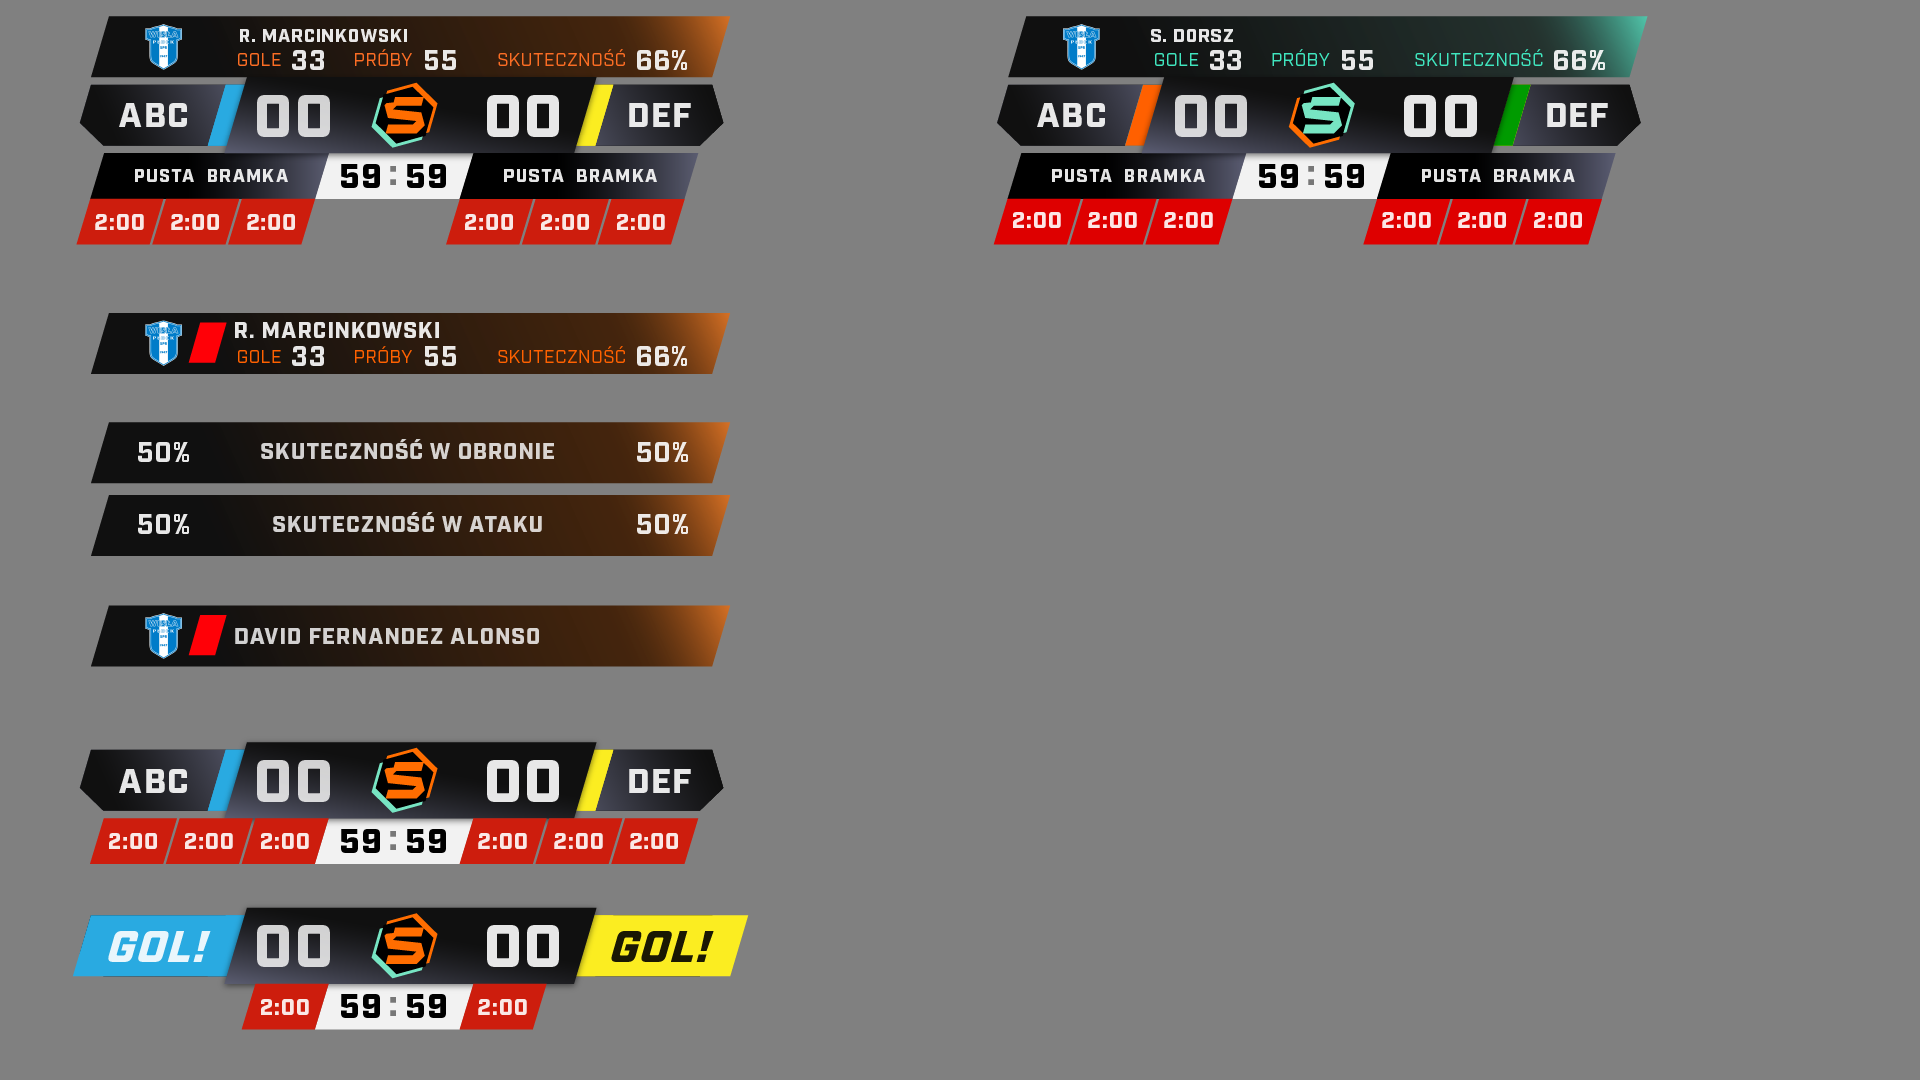 R. MARCINKOWSKI
GOLE 33 PRÓBY 55 SKUTECZNOŚĆ 66%
ABC 00 S 00 DEF
PUSTA BRAMKA 59:59 PUSTA BRAMKA
2:00 2:00 2:00 2:00 2:00 2:00
S. DORSZ
GOLE 33 PRÓBY 55 SKUTECZNOŚĆ 66%
ABC 00 S 00 DEF
PUSTA BRAMKA 59:59 PUSTA BRAMKA
2:00 2:00 2:00 2:00 2:00 2:00
WISŁA
R. MARCINKOWSKI
GOLE 33 PRÓBY 55 SKUTECZNOŚĆ 66%
50% SKUTECZNOŚĆ W OBRONIE 50%
50% SKUTECZNOŚĆ W ATAKU 50%
WISŁA
DAVID FERNANDEZ ALONSO
ABC 00 S 00 DEF
2:00 2:00 2:00 59:59 2:00 2:00 2:00
GOL! 00 S 00 GOL!
2:00 59:59 2:00